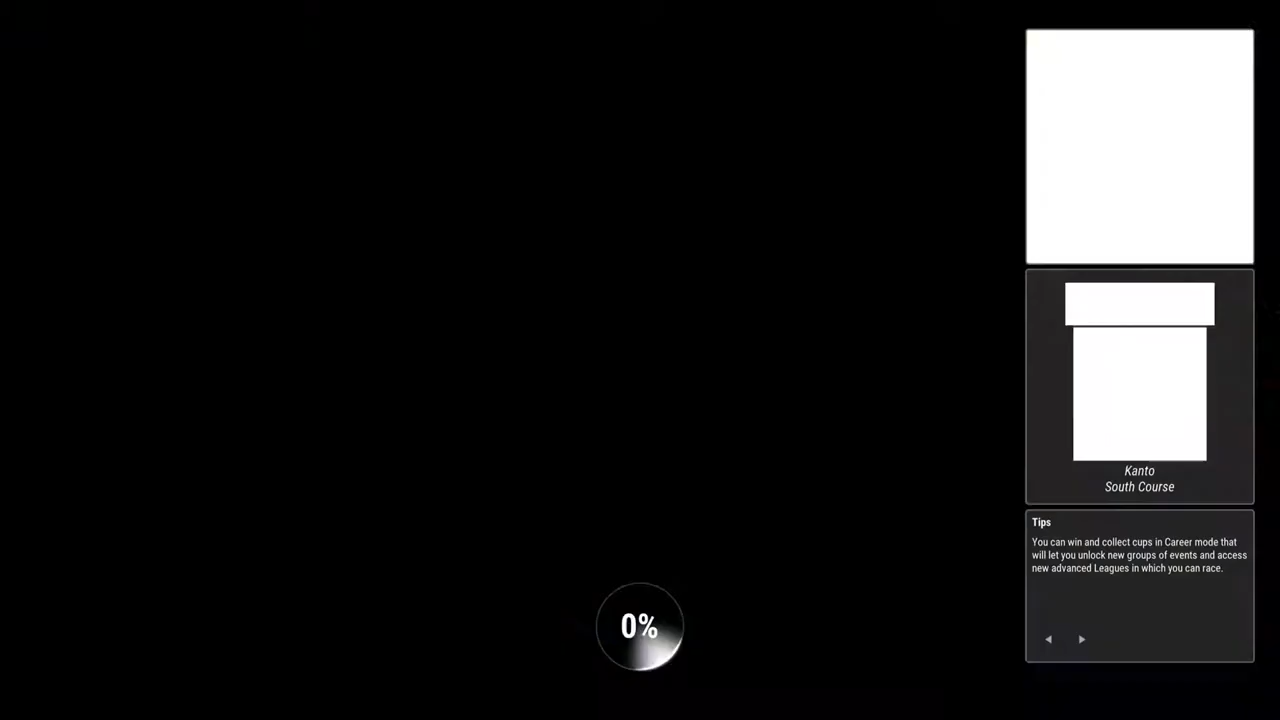 Kanto
South Course
Tips
You can win and collect cups in Career mode that
will let you unlock new groups of events and access
new advanced Leagues in which you can race.
0%